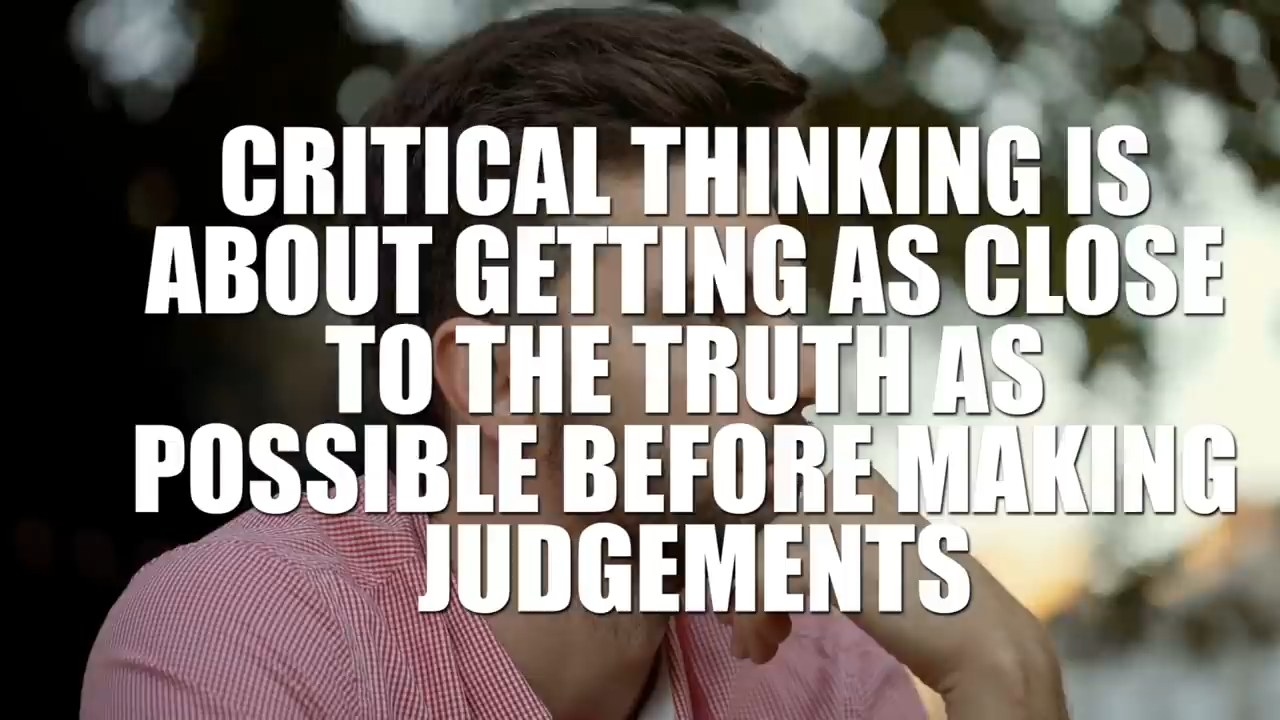 CRITICAL THINKING IS
ABOUT GETTING AS CLOSE
TO THE TRUTH AS
POSSIBLE BEFORE MAKING
JUDGEMENTS